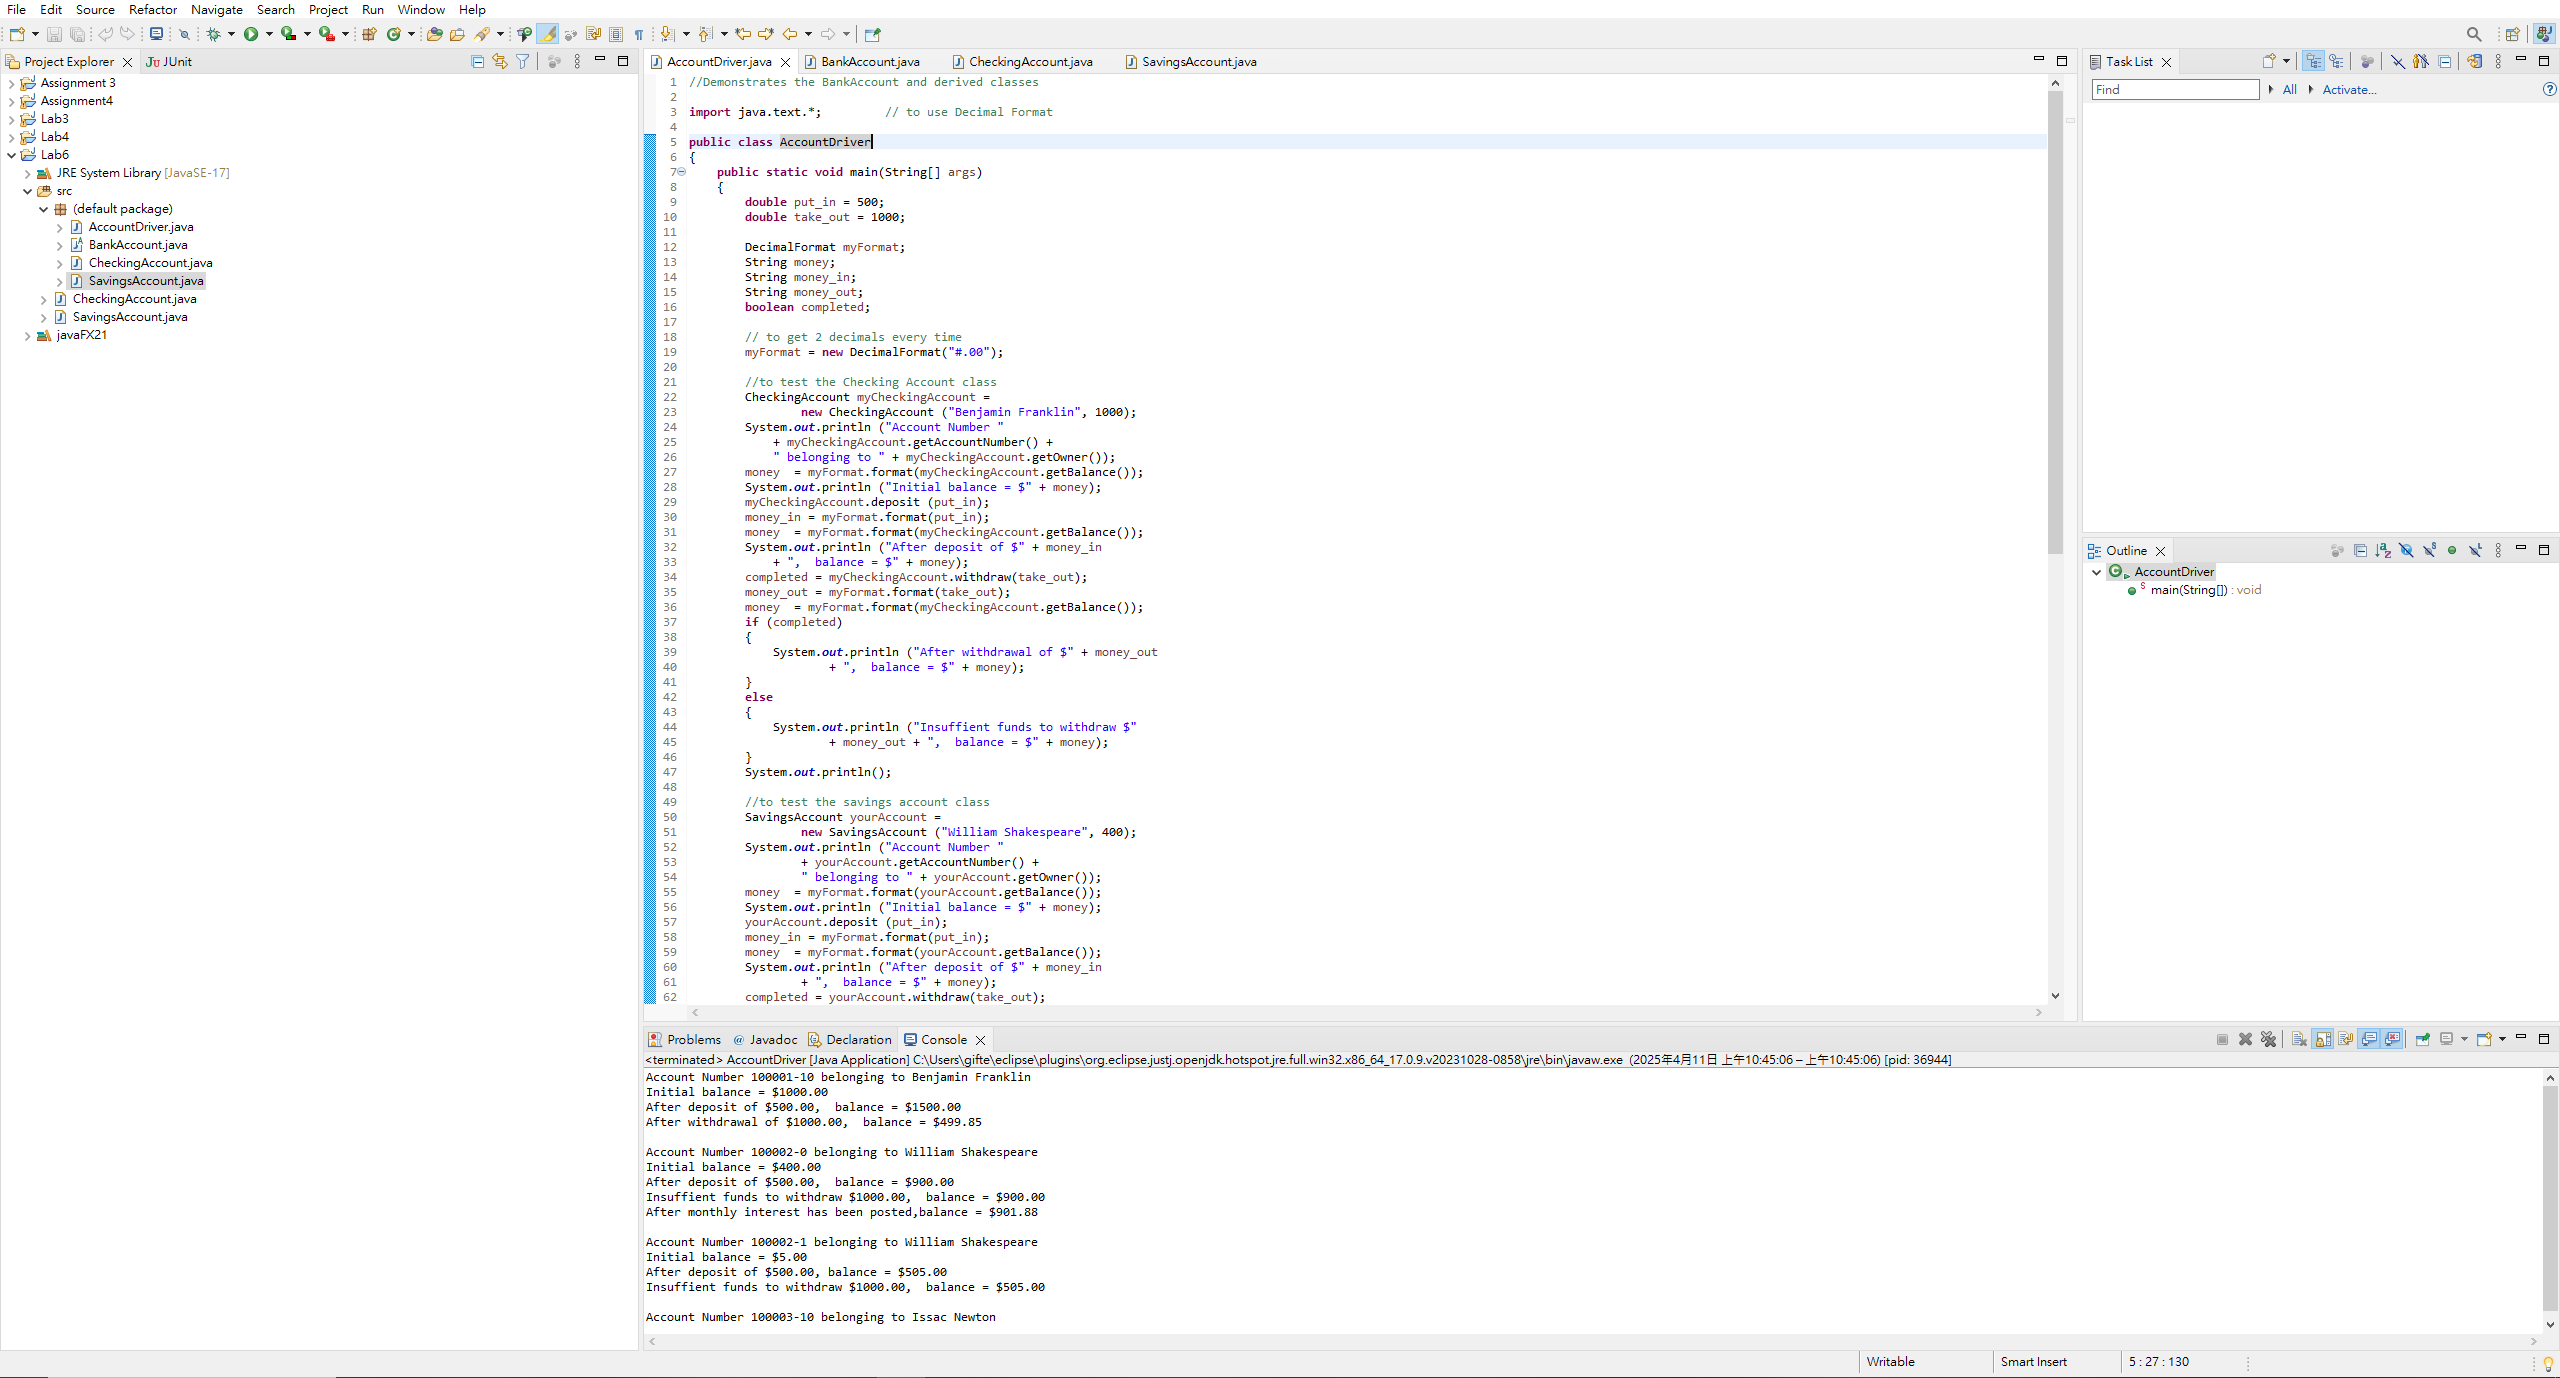 File Edit Source Refactor Navigate Search Project Run Window Help
Project Explorer
JUnit
Assignment 3
Assignment4
Lab3
Lab4
Lab6
JRE System Library [JavaSE-17]
src
(default package)
AccountDriver.java
BankAccount.java
CheckingAccount.java
SavingsAccount.java
CheckingAccount.java
SavingsAccount.java
javaFX21
AccountDriver.java BankAccount.java CheckingAccount.java SavingsAccount.java
1 //Demonstrates the BankAccount and derived classes
2
3 import java.text.*; // to use Decimal Format
4
5 public class AccountDriver
6 {
7 public static void main(String[] args)
8 {
9 double put_in = 500;
10 double take_out = 1000;
11
12 DecimalFormat myFormat;
13 String money;
14 String money_in;
15 String money_out;
16 boolean completed;
17
18 // to get 2 decimals every time
19 myFormat = new DecimalFormat("#.00");
20
21 //to test the Checking Account class
22 CheckingAccount myCheckingAccount =
23 new CheckingAccount ("Benjamin Franklin", 1000);
24 System.out.println ("Account Number "
25 + myCheckingAccount.getAccountNumber() +
26 " belonging to " + myCheckingAccount.getOwner());
27 money  = myFormat.format(myCheckingAccount.getBalance());
28 System.out.println ("Initial balance = $" + money);
29 myCheckingAccount.deposit (put_in);
30 money_in = myFormat.format(put_in);
31 money  = myFormat.format(myCheckingAccount.getBalance());
32 System.out.println ("After deposit of $" + money_in
33 + ",  balance = $" + money);
34 completed = myCheckingAccount.withdraw(take_out);
35 money_out = myFormat.format(take_out);
36 money  = myFormat.format(myCheckingAccount.getBalance());
37 if (completed)
38 {
39 System.out.println ("After withdrawal of $" + money_out
40 + ",  balance = $" + money);
41 }
42 else
43 {
44 System.out.println ("Insuffient funds to withdraw $"
45 + money_out + ",  balance = $" + money);
46 }
47 System.out.println();
48
49 //to test the savings account class
50 SavingsAccount yourAccount =
51 new SavingsAccount ("William Shakespeare", 400);
52 System.out.println ("Account Number "
53 + yourAccount.getAccountNumber() +
54 " belonging to " + yourAccount.getOwner());
55 money  = myFormat.format(yourAccount.getBalance());
56 System.out.println ("Initial balance = $" + money);
57 yourAccount.deposit (put_in);
58 money_in = myFormat.format(put_in);
59 money  = myFormat.format(yourAccount.getBalance());
60 System.out.println ("After deposit of $" + money_in
61 + ",  balance = $" + money);
62 completed = yourAccount.withdraw(take_out);
Task List
Find All Activate...
Outline
AccountDriver
main(String[]) : void
Problems Javadoc Declaration Console
<terminated> AccountDriver [Java Application] C:\Users\gifte\eclipse\plugins\org.eclipse.justj.openjdk.hotspot.jre.full.win32.x86_64_17.0.9.v20231028-0858\jre\bin\javaw.exe (2025年4月11日 上午10:45:06 – 上午10:45:06) [pid: 36944]
Account Number 100001-10 belonging to Benjamin Franklin
Initial balance = $1000.00
After deposit of $500.00,  balance = $1500.00
After withdrawal of $1000.00,  balance = $499.85
Account Number 100002-0 belonging to William Shakespeare
Initial balance = $400.00
After deposit of $500.00,  balance = $900.00
Insuffient funds to withdraw $1000.00,  balance = $900.00
After monthly interest has been posted,balance = $901.88
Account Number 100002-1 belonging to William Shakespeare
Initial balance = $5.00
After deposit of $500.00, balance = $505.00
Insuffient funds to withdraw $1000.00,  balance = $505.00
Account Number 100003-10 belonging to Issac Newton
Writable Smart Insert 5 : 27 : 130